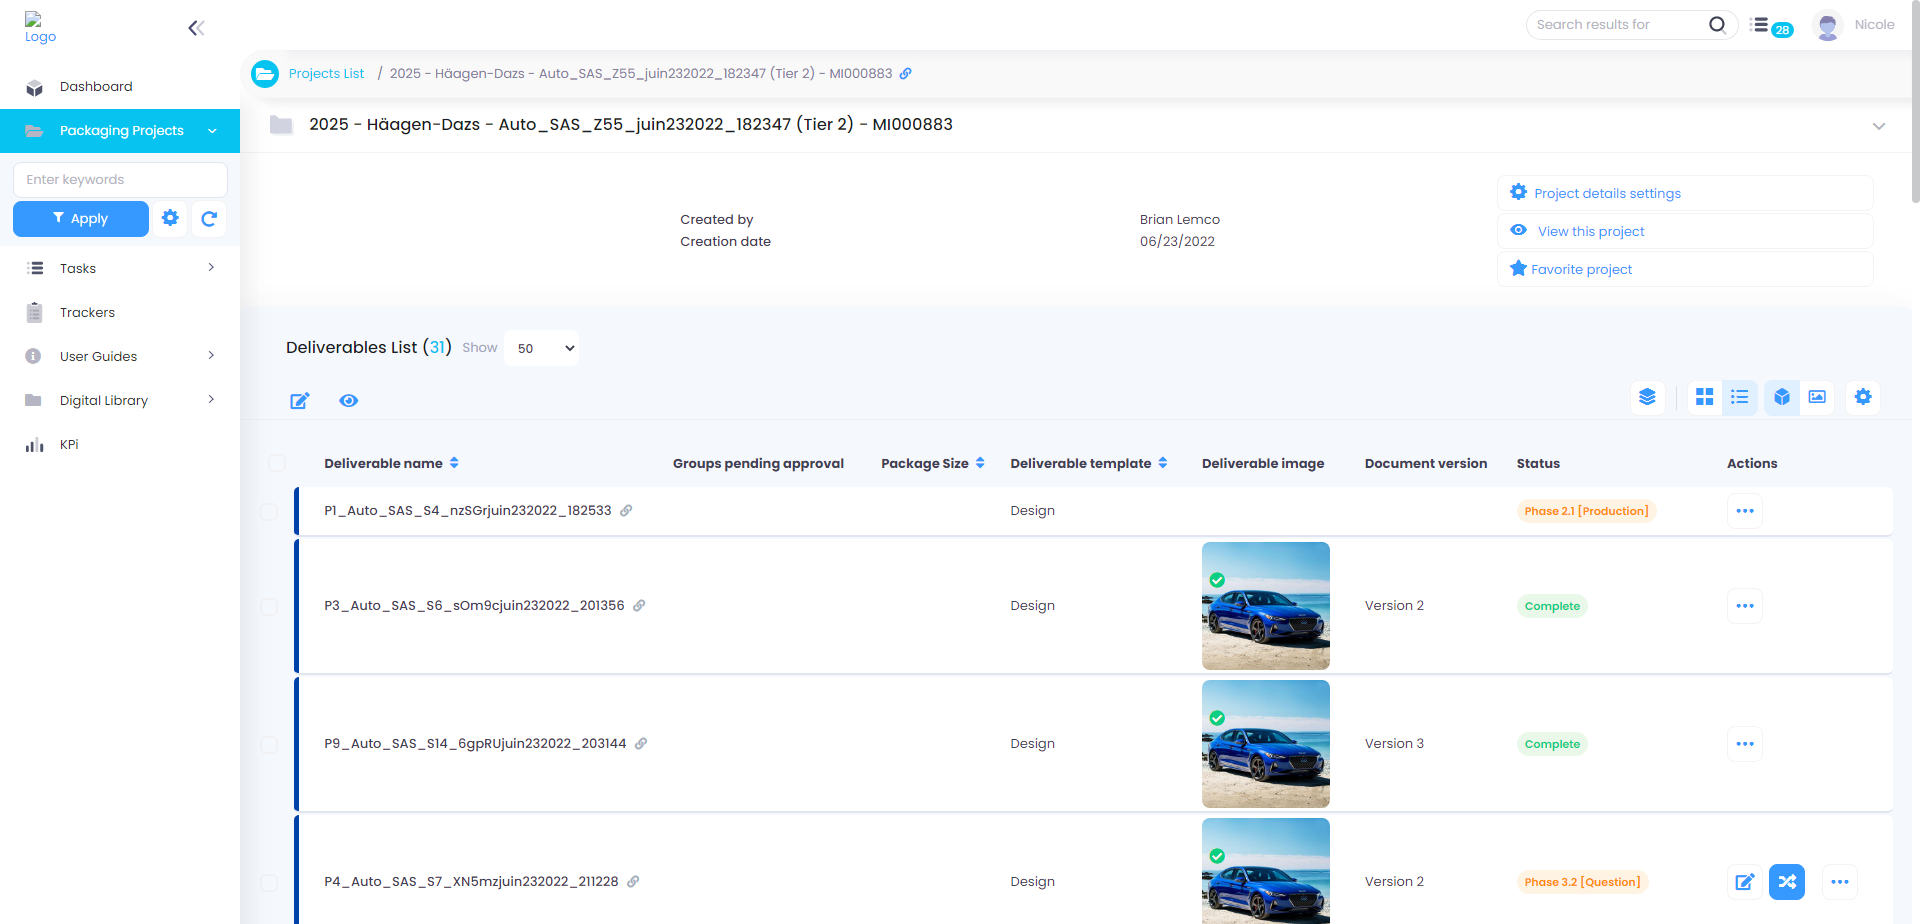 Logo
Search results for
28
Nicole
Dashboard
Packaging Projects
Enter keywords
Apply
Tasks
Trackers
User Guides
Digital Library
KPi
Projects List / 2025 - Häagen-Dazs - Auto_SAS_Z55_juin232022_182347 (Tier 2) - MI000883
2025 - Häagen-Dazs - Auto_SAS_Z55_juin232022_182347 (Tier 2) - MI000883
Created by Brian Lemco
Creation date 06/23/2022
Project details settings
View this project
Favorite project
Deliverables List (31) Show 50
Deliverable name Groups pending approval Package Size Deliverable template Deliverable image Document version Status Actions
P1_Auto_SAS_S4_nzSGrjuin232022_182533 Design Phase 2.1 [Production]
P3_Auto_SAS_S6_sOm9cjuin232022_201356 Design Version 2 Complete
P9_Auto_SAS_S14_6gpRUjuin232022_203144 Design Version 3 Complete
P4_Auto_SAS_S7_XN5mzjuin232022_211228 Design Version 2 Phase 3.2 [Question]